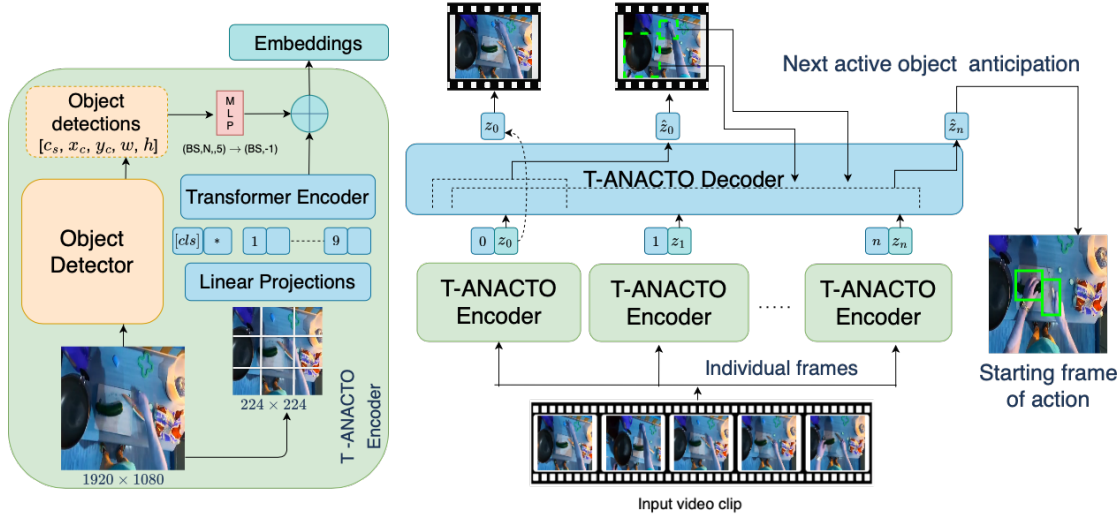 Embeddings
Object
detections
[c_s, x_c, y_c, w, h]
M
L
P
(BS,N,,5) → (BS,-1)
Transformer Encoder
[cls] * 1 9
Linear Projections
Object
Detector
224 × 224
1920 × 1080
T -ANACTO
Encoder
z_0
ẑ_0
ẑ_n
Next active object anticipation
T-ANACTO Decoder
0 z_0
1 z_1
n z_n
T-ANACTO
Encoder
T-ANACTO
Encoder
.....
T-ANACTO
Encoder
Individual frames
Input video clip
Starting frame
of action